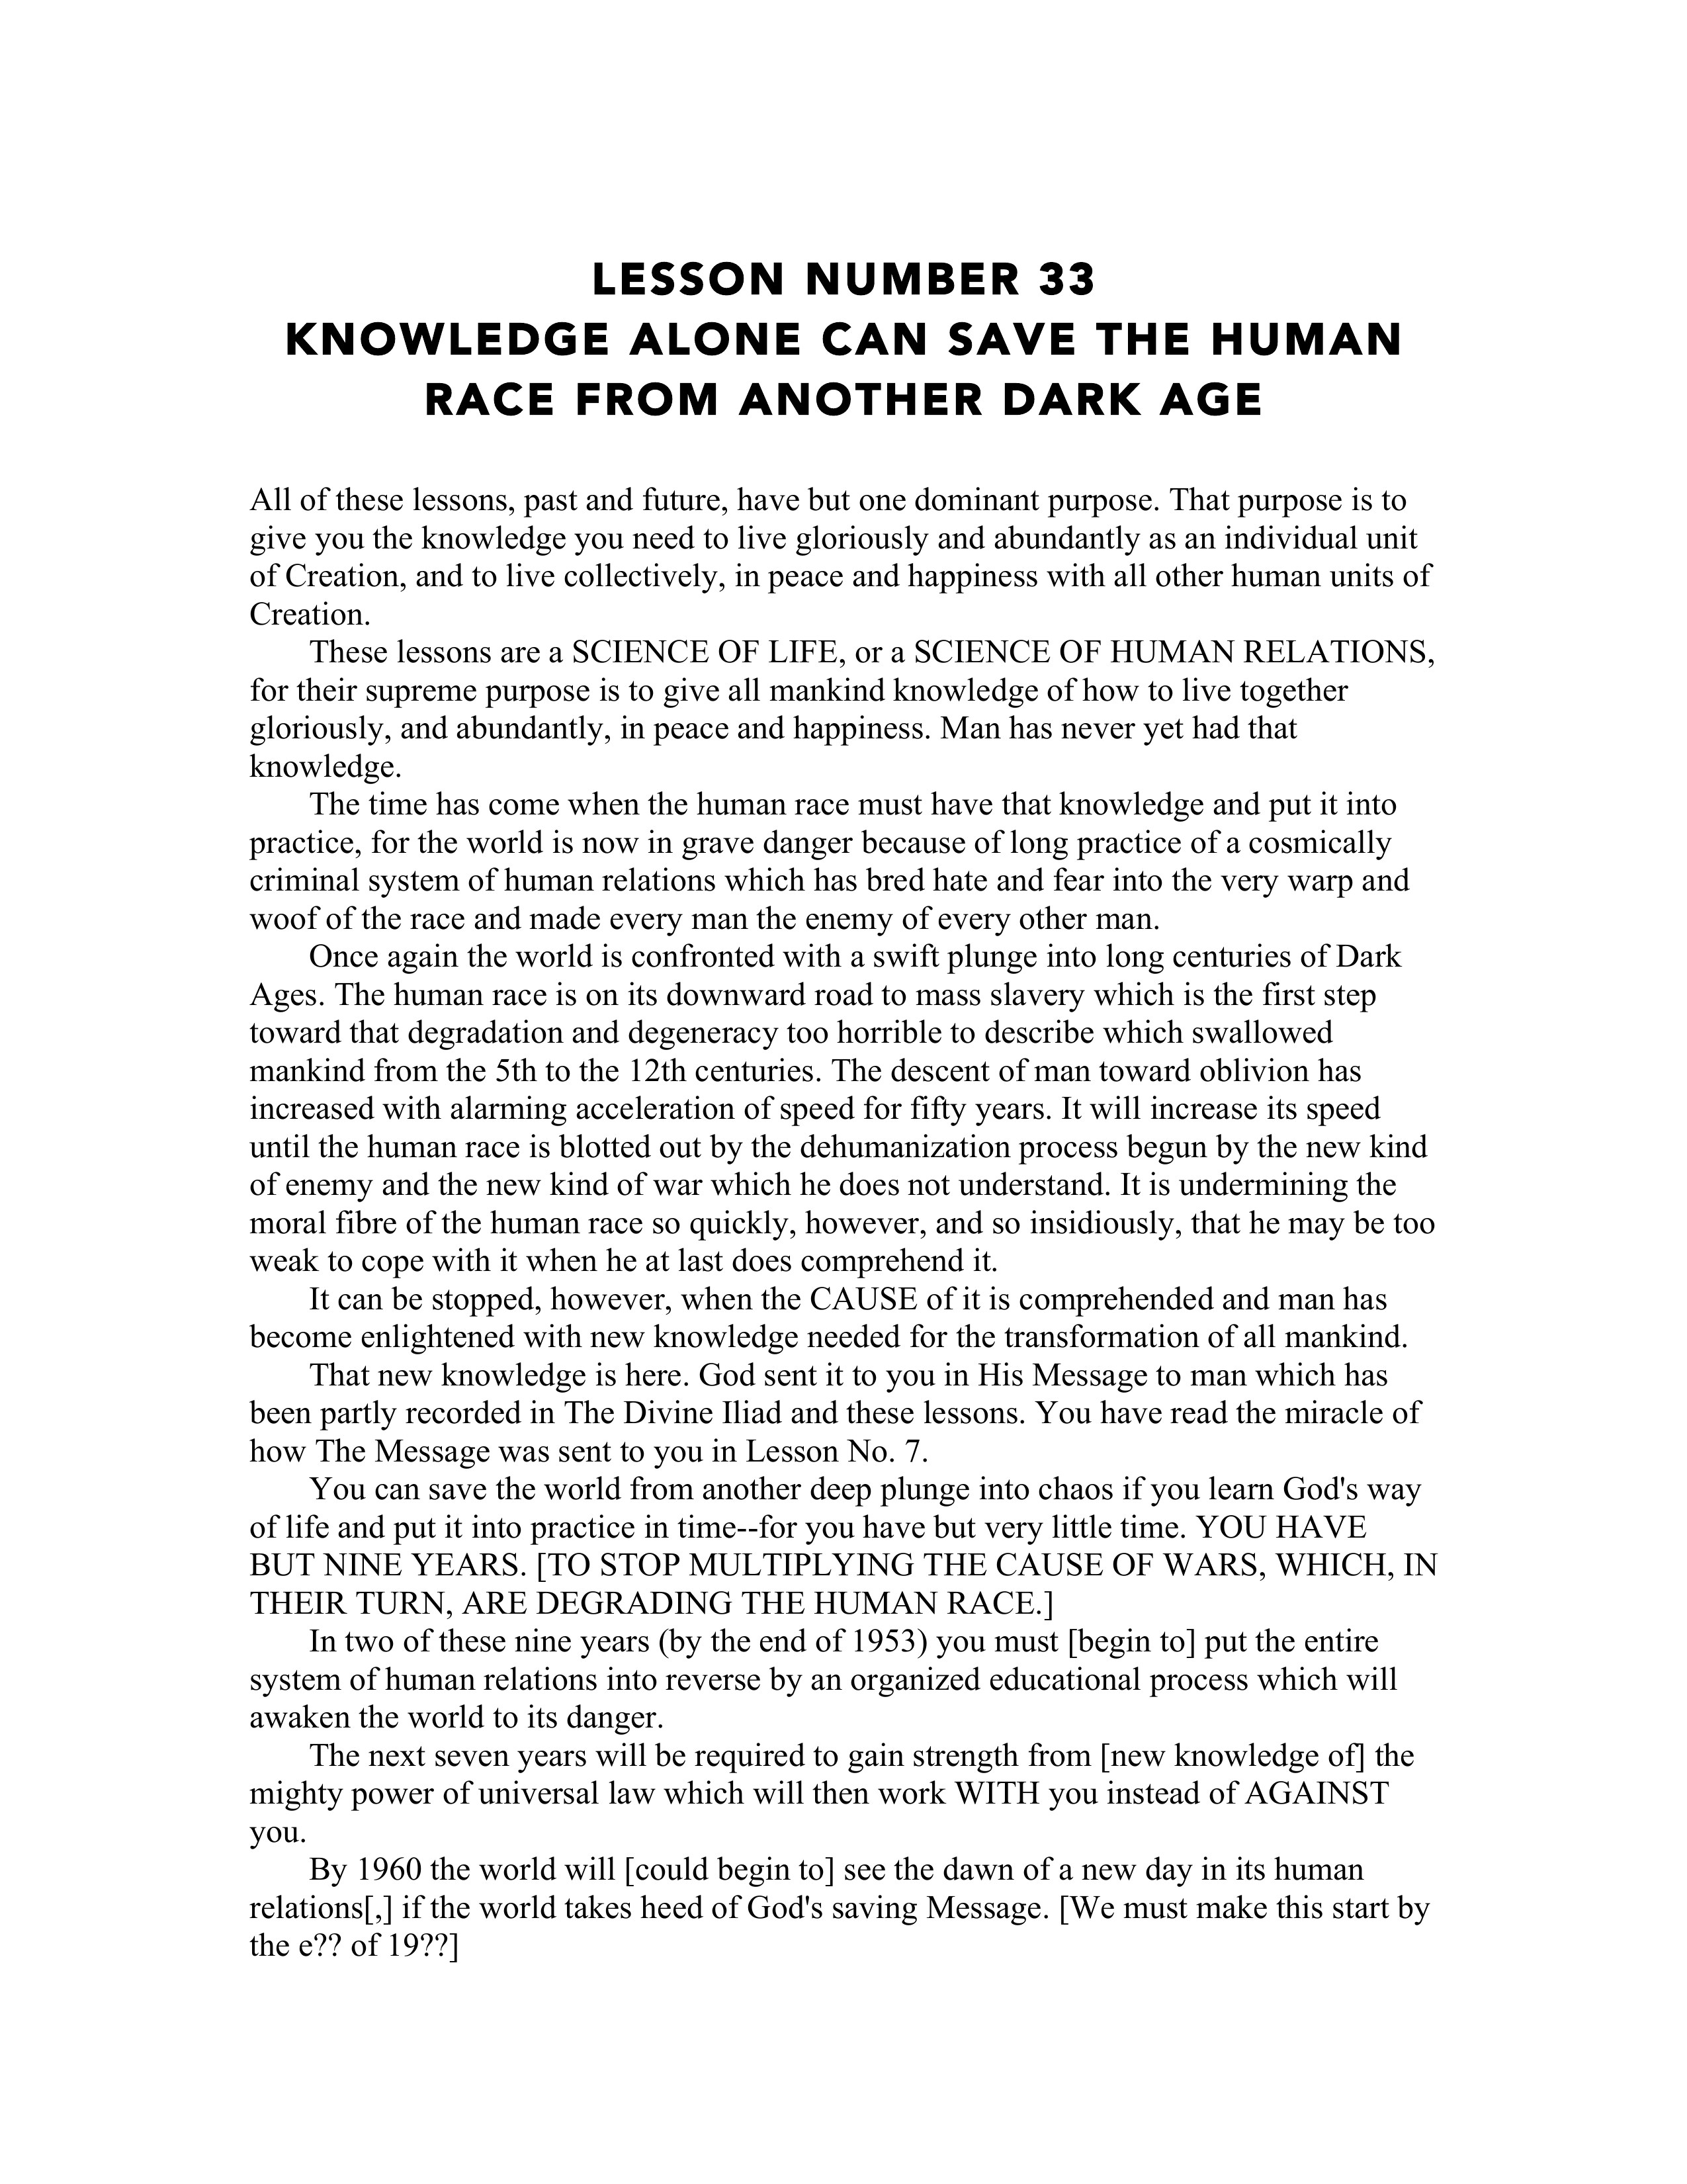 LESSON NUMBER 33
KNOWLEDGE ALONE CAN SAVE THE HUMAN
RACE FROM ANOTHER DARK AGE
All of these lessons, past and future, have but one dominant purpose. That purpose is to
give you the knowledge you need to live gloriously and abundantly as an individual unit
of Creation, and to live collectively, in peace and happiness with all other human units of
Creation.
These lessons are a SCIENCE OF LIFE, or a SCIENCE OF HUMAN RELATIONS,
for their supreme purpose is to give all mankind knowledge of how to live together
gloriously, and abundantly, in peace and happiness. Man has never yet had that
knowledge.
The time has come when the human race must have that knowledge and put it into
practice, for the world is now in grave danger because of long practice of a cosmically
criminal system of human relations which has bred hate and fear into the very warp and
woof of the race and made every man the enemy of every other man.
Once again the world is confronted with a swift plunge into long centuries of Dark
Ages. The human race is on its downward road to mass slavery which is the first step
toward that degradation and degeneracy too horrible to describe which swallowed
mankind from the 5th to the 12th centuries. The descent of man toward oblivion has
increased with alarming acceleration of speed for fifty years. It will increase its speed
until the human race is blotted out by the dehumanization process begun by the new kind
of enemy and the new kind of war which he does not understand. It is undermining the
moral fibre of the human race so quickly, however, and so insidiously, that he may be too
weak to cope with it when he at last does comprehend it.
It can be stopped, however, when the CAUSE of it is comprehended and man has
become enlightened with new knowledge needed for the transformation of all mankind.
That new knowledge is here. God sent it to you in His Message to man which has
been partly recorded in The Divine Iliad and these lessons. You have read the miracle of
how The Message was sent to you in Lesson No. 7.
You can save the world from another deep plunge into chaos if you learn God's way
of life and put it into practice in time--for you have but very little time. YOU HAVE
BUT NINE YEARS. [TO STOP MULTIPLYING THE CAUSE OF WARS, WHICH, IN
THEIR TURN, ARE DEGRADING THE HUMAN RACE.]
In two of these nine years (by the end of 1953) you must [begin to] put the entire
system of human relations into reverse by an organized educational process which will
awaken the world to its danger.
The next seven years will be required to gain strength from [new knowledge of] the
mighty power of universal law which will then work WITH you instead of AGAINST
you.
By 1960 the world will [could begin to] see the dawn of a new day in its human
relations[,] if the world takes heed of God's saving Message. [We must make this start by
the e?? of 19??]